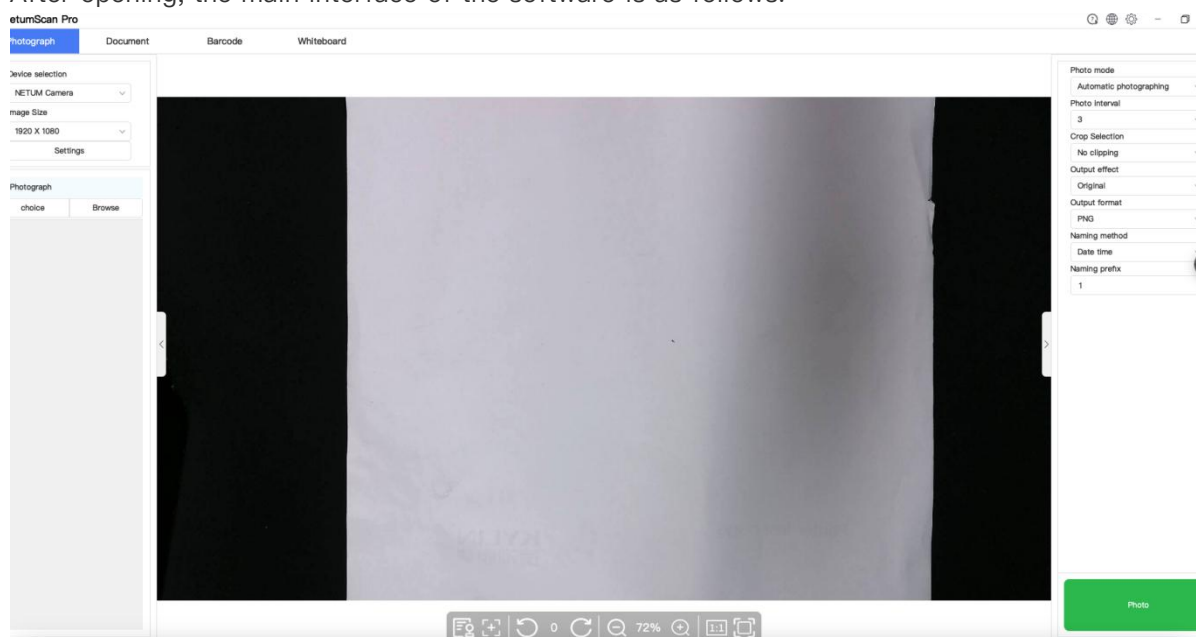 After opening, the main interface of the software is as follows:
etumScan Pro
Photograph
Document
Barcode
Whiteboard
Device selection
NETUM Camera
Image Size
1920 X 1080
Settings
Photograph
choice
Browse
KYLIN
0
72%
1:1
Photo mode
Automatic photographing
Photo Interval
3
Crop Selection
No clipping
Output effect
Original
Output format
PNG
Naming method
Date time
Naming prefix
1
Photo